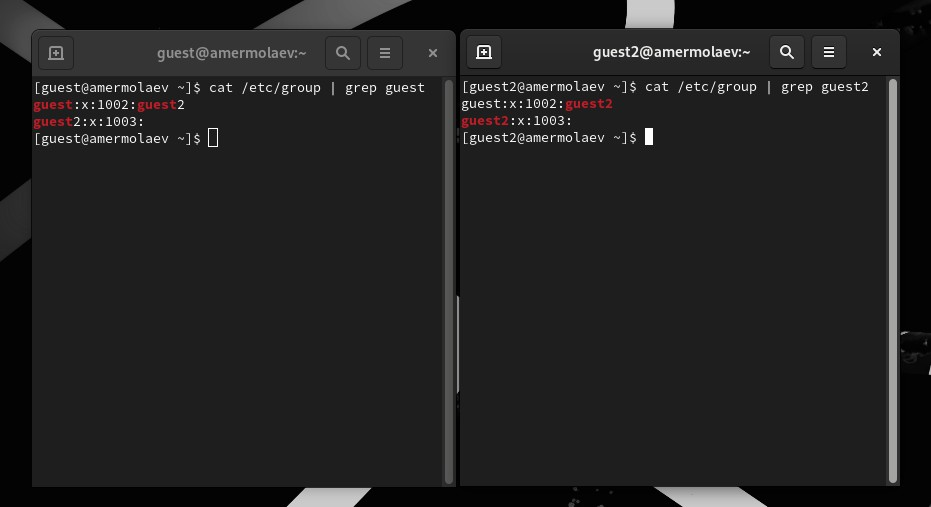 guest@amermolaev:~
[guest@amermolaev ~]$ cat /etc/group | grep guest
guest:x:1002:guest2
guest2:x:1003:
[guest@amermolaev ~]$
guest2@amermolaev:~
[guest2@amermolaev ~]$ cat /etc/group | grep guest2
guest:x:1002:guest2
guest2:x:1003:
[guest2@amermolaev ~]$